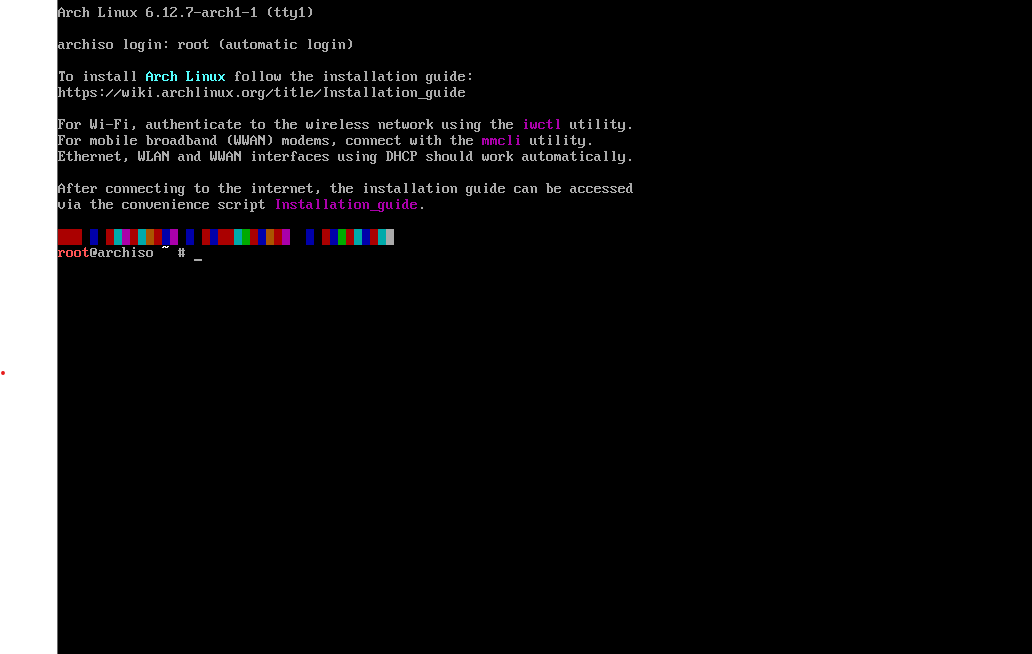 Arch Linux 6.12.7-arch1-1 (tty1)
archiso login: root (automatic login)
To install Arch Linux follow the installation guide:
https://wiki.archlinux.org/title/Installation_guide
For Wi-Fi, authenticate to the wireless network using the iwctl utility.
For mobile broadband (WWAN) modems, connect with the mmcli utility.
Ethernet, WLAN and WWAN interfaces using DHCP should work automatically.
After connecting to the internet, the installation guide can be accessed
via the convenience script Installation_guide.
root@archiso ~ # _